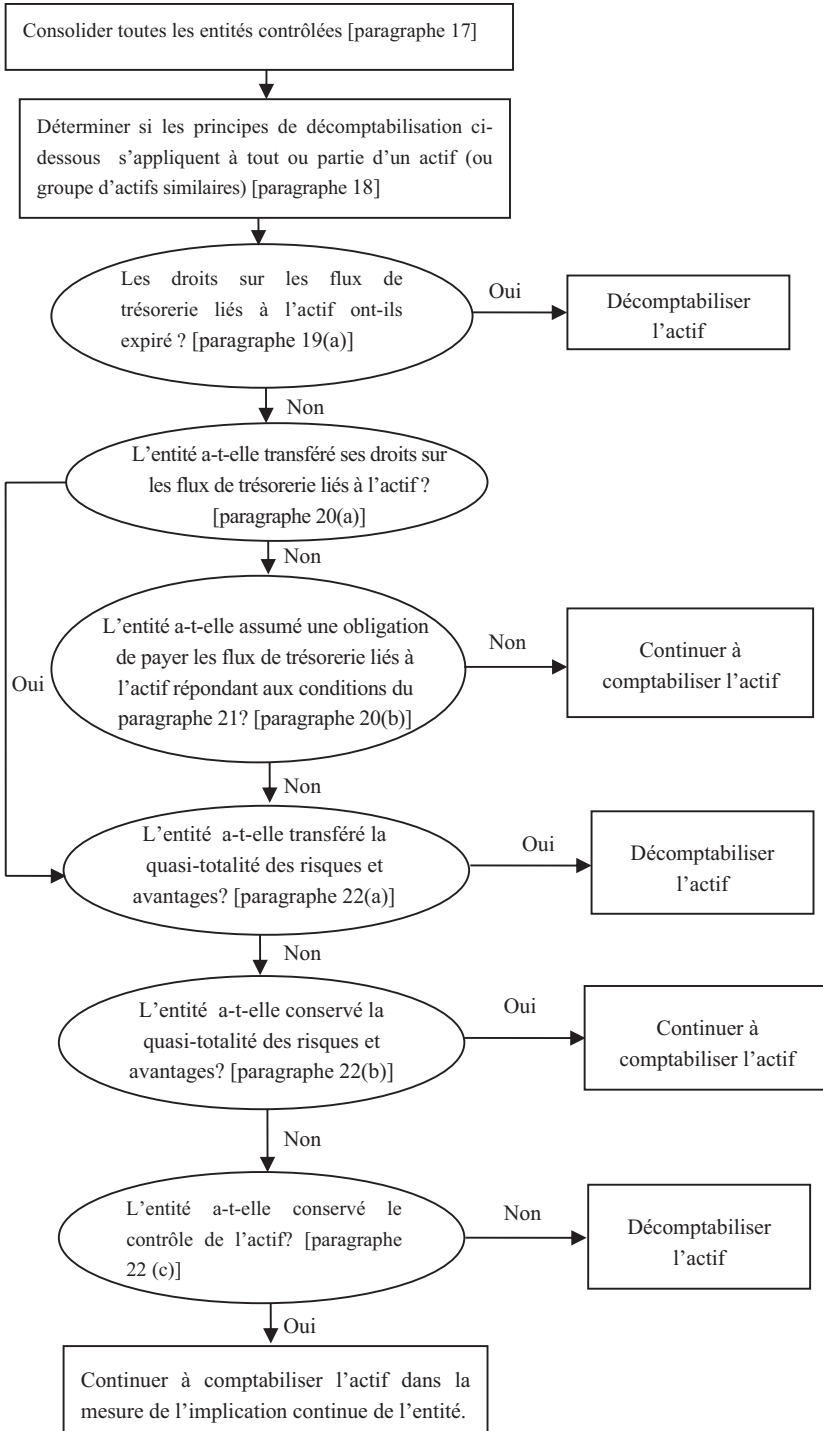 Consolider toutes les entités contrôlées [paragraphe 17]
Déterminer si les principes de décomptabilisation ci-
dessous s'appliquent à tout ou partie d'un actif (ou
groupe d'actifs similaires) [paragraphe 18]
Les droits sur les flux de
trésorerie liés à l'actif ont-ils
expiré ? [paragraphe 19(a)]
Oui
Décomptabiliser
l'actif
Non
L'entité a-t-elle transféré ses droits sur
les flux de trésorerie liés à l'actif ?
[paragraphe 20(a)]
Non
L'entité a-t-elle assumé une obligation
de payer les flux de trésorerie liés à
l'actif répondant aux conditions du
paragraphe 21? [paragraphe 20(b)]
Non
Continuer à
comptabiliser l'actif
Oui
Non
L'entité a-t-elle transféré la
quasi-totalité des risques et
avantages? [paragraphe 22(a)]
Oui
Décomptabiliser
l'actif
Non
L'entité a-t-elle conservé la
quasi-totalité des risques et
avantages? [paragraphe 22(b)]
Oui
Continuer à
comptabiliser l'actif
Non
L'entité a-t-elle conservé le
contrôle de l'actif? [paragraphe
22 (c)]
Non
Décomptabiliser
l'actif
Oui
Continuer à comptabiliser l'actif dans la
mesure de l'implication continue de l'entité.